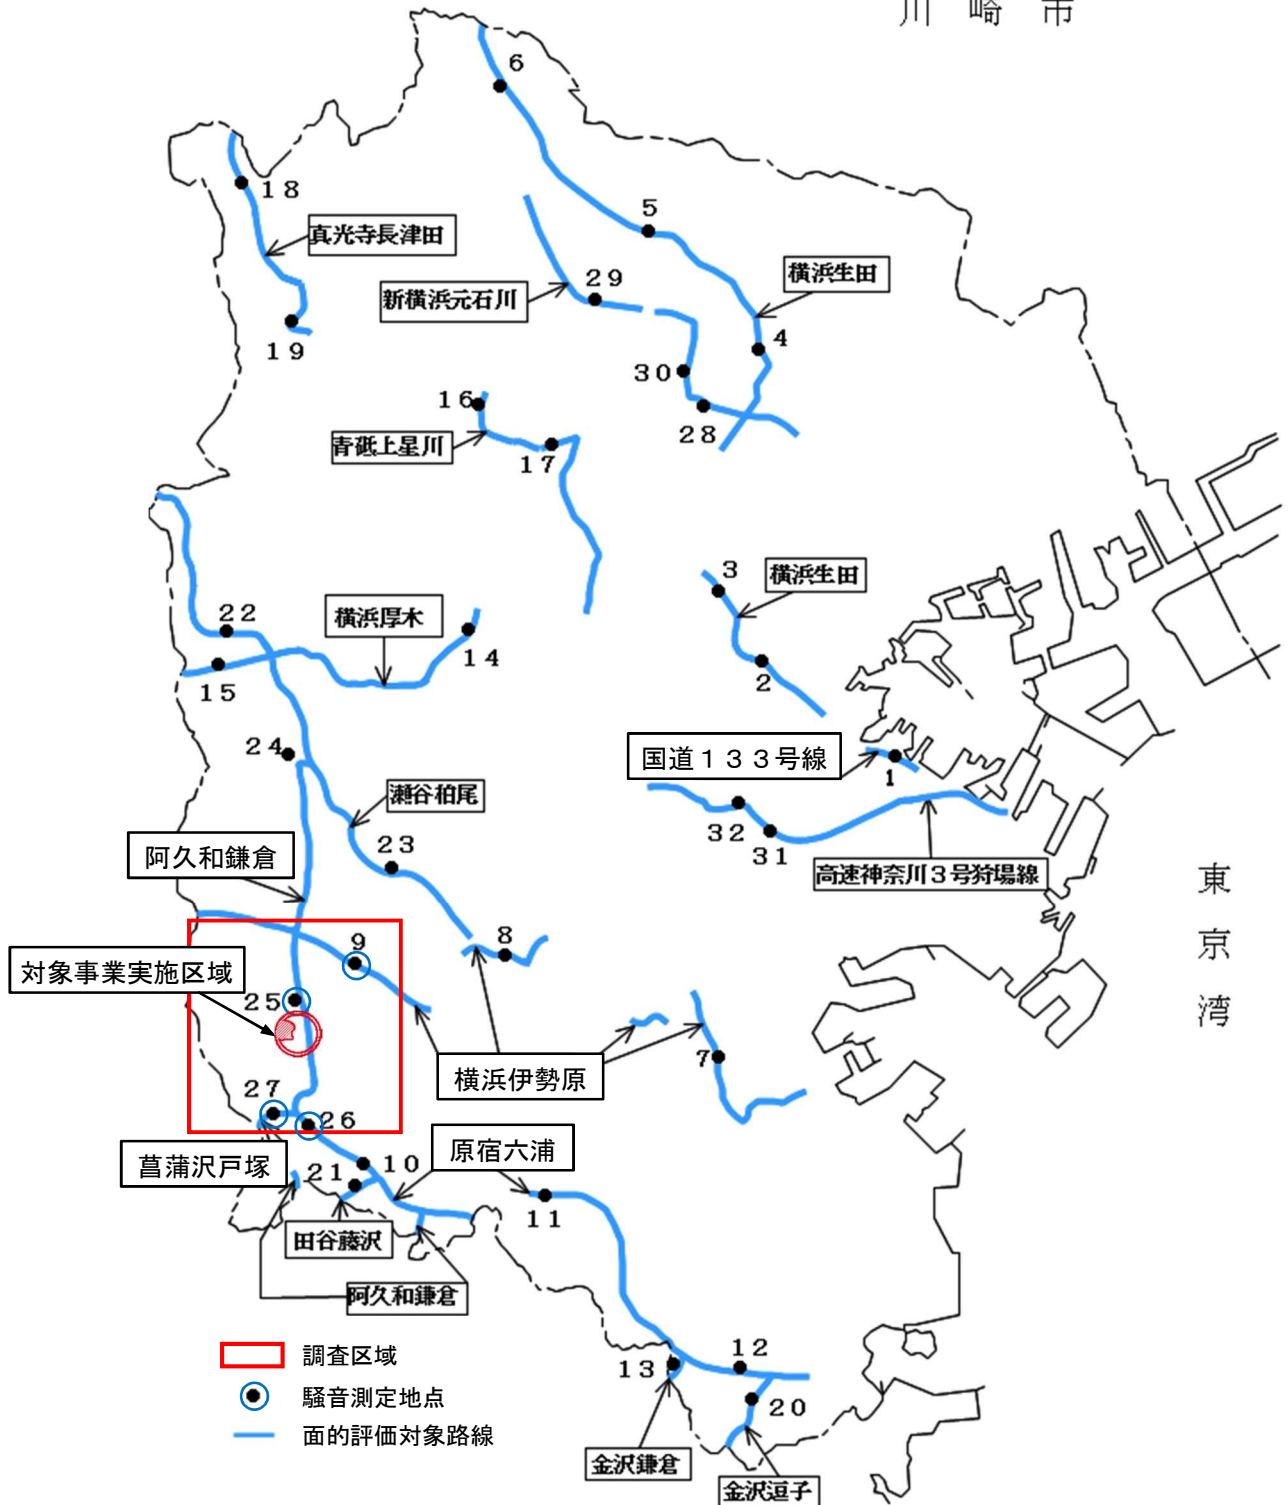 川崎市
6
18
5
真光寺長津田
横浜生田
29
新横浜元石川
4
19
30
16
28
青砥上星川
17
3
横浜生田
横浜厚木
22
14
15
2
24
国道133号線
1
瀬谷柏尾
32
31
23
阿久和鎌倉
高速神奈川3号狩場線
東京湾
9
8
対象事業実施区域
25
7
横浜伊勢原
27
26
原宿六浦
菖蒲沢戸塚
10
21
11
田谷藤沢
阿久和鎌倉
調査区域
12
13
騒音測定地点
20
面的評価対象路線
金沢鎌倉
金沢逗子